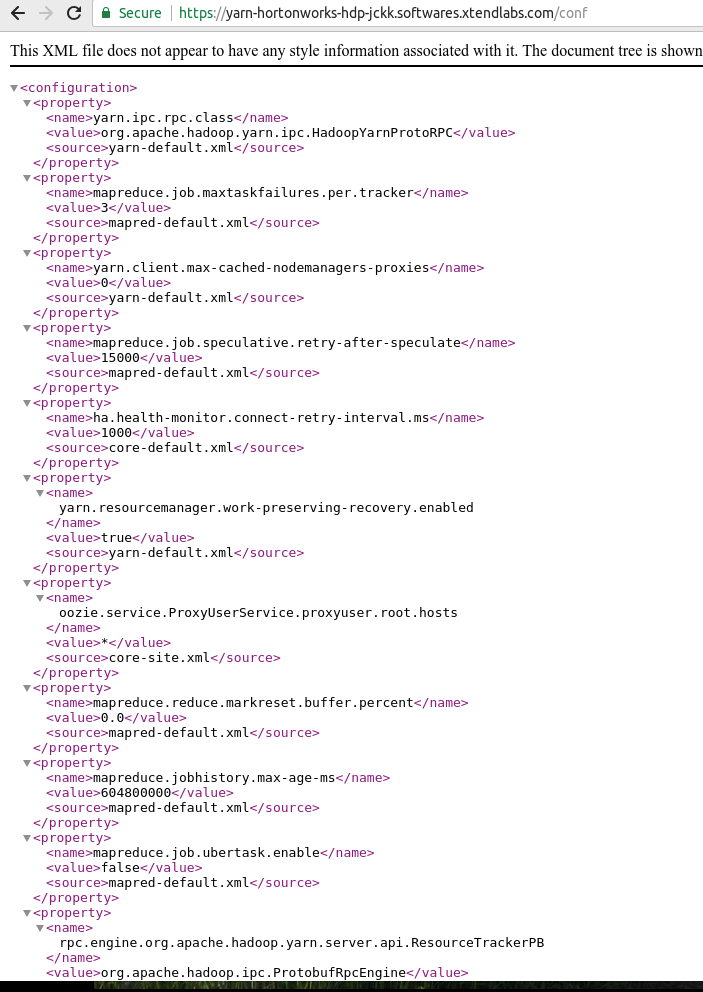 Secure https://yarn-hortonworks-hdp-jckk.softwares.xtendlabs.com/conf
This XML file does not appear to have any style information associated with it. The document tree is shown
<configuration>
<property>
<name>yarn.ipc.rpc.class</name>
<value>org.apache.hadoop.yarn.ipc.HadoopYarnProtoRPC</value>
<source>yarn-default.xml</source>
</property>
<property>
<name>mapreduce.job.maxtaskfailures.per.tracker</name>
<value>3</value>
<source>mapred-default.xml</source>
</property>
<property>
<name>yarn.client.max-cached-nodemanagers-proxies</name>
<value>0</value>
<source>yarn-default.xml</source>
</property>
<property>
<name>mapreduce.job.speculative.retry-after-speculate</name>
<value>15000</value>
<source>mapred-default.xml</source>
</property>
<property>
<name>ha.health-monitor.connect-retry-interval.ms</name>
<value>1000</value>
<source>core-default.xml</source>
</property>
<property>
<name>
yarn.resourcemanager.work-preserving-recovery.enabled
</name>
<value>true</value>
<source>yarn-default.xml</source>
</property>
<property>
<name>
oozie.service.ProxyUserService.proxyuser.root.hosts
</name>
<value>*</value>
<source>core-site.xml</source>
</property>
<property>
<name>mapreduce.reduce.markreset.buffer.percent</name>
<value>0.0</value>
<source>mapred-default.xml</source>
</property>
<property>
<name>mapreduce.jobhistory.max-age-ms</name>
<value>604800000</value>
<source>mapred-default.xml</source>
</property>
<property>
<name>mapreduce.job.ubertask.enable</name>
<value>false</value>
<source>mapred-default.xml</source>
</property>
<property>
<name>
rpc.engine.org.apache.hadoop.yarn.server.api.ResourceTrackerPB
</name>
<value>org.apache.hadoop.ipc.ProtobufRpcEngine</value>